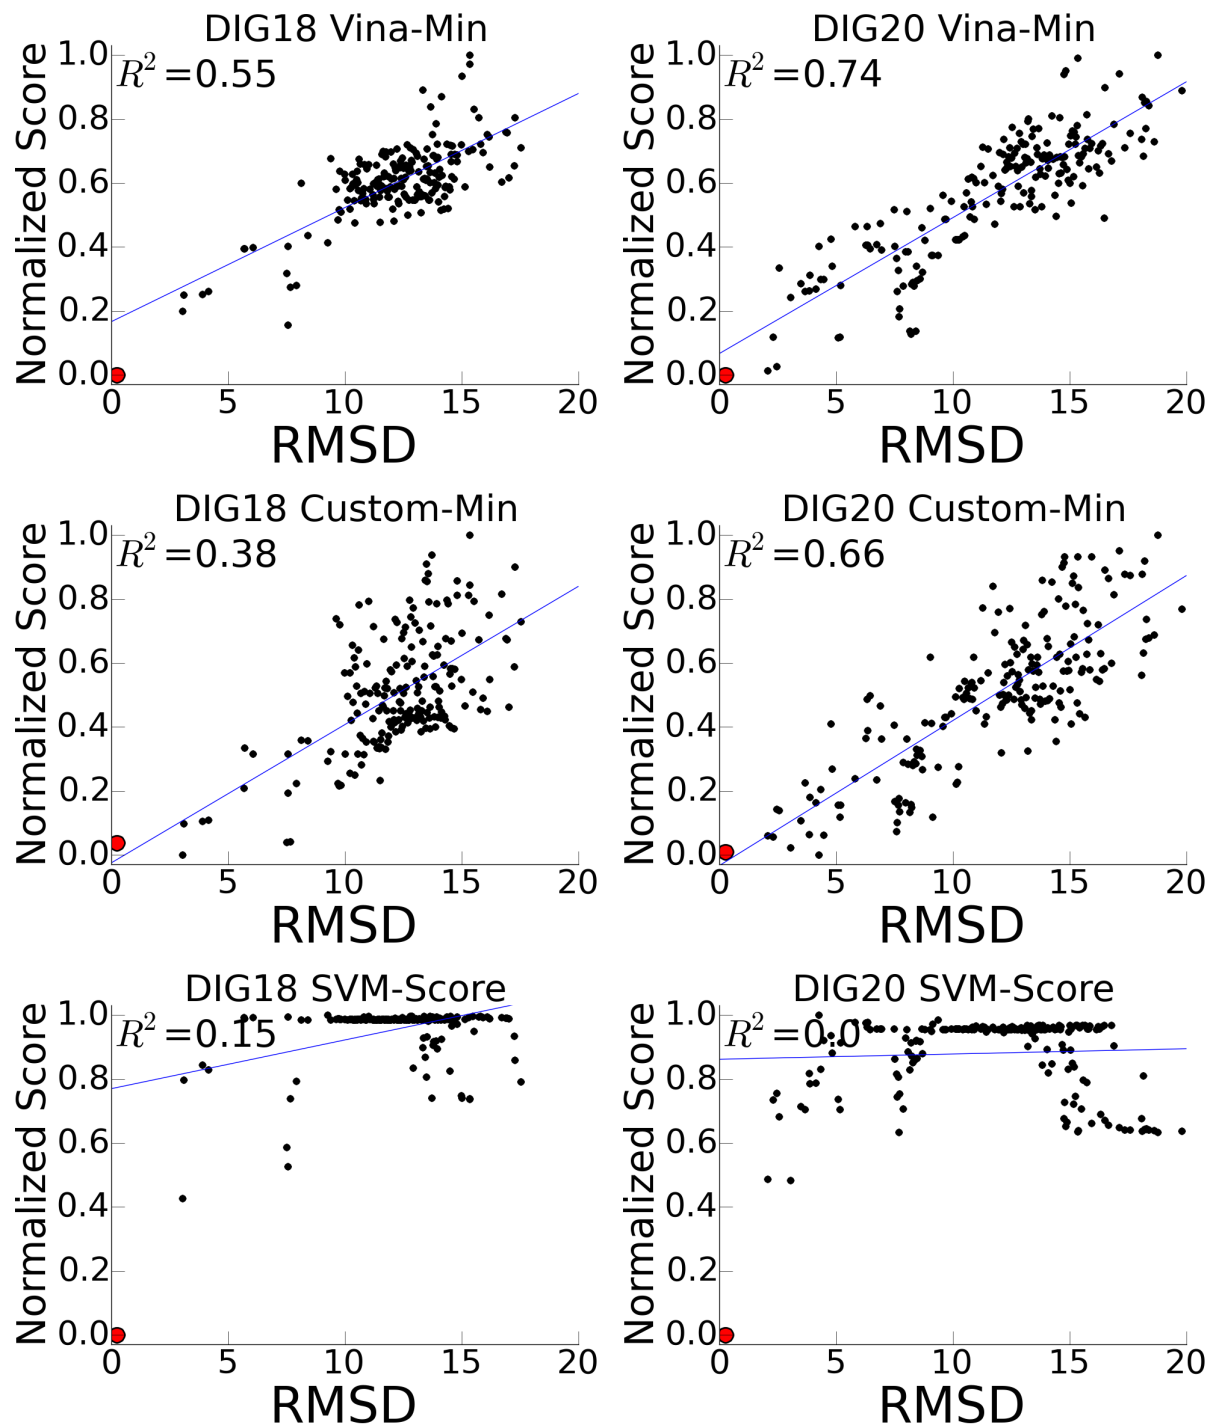 DIG18 Vina-Min
R²=0.55
Normalized Score
1.0
0.8
0.6
0.4
0.2
0.0
0 5 10 15 20
RMSD
DIG20 Vina-Min
R²=0.74
Normalized Score
1.0
0.8
0.6
0.4
0.2
0.0
0 5 10 15 20
RMSD
DIG18 Custom-Min
R²=0.38
Normalized Score
1.0
0.8
0.6
0.4
0.2
0.0
0 5 10 15 20
RMSD
DIG20 Custom-Min
R²=0.66
Normalized Score
1.0
0.8
0.6
0.4
0.2
0.0
0 5 10 15 20
RMSD
DIG18 SVM-Score
R²=0.15
Normalized Score
1.0
0.8
0.6
0.4
0.2
0.0
0 5 10 15 20
RMSD
DIG20 SVM-Score
R²=0.0
Normalized Score
1.0
0.8
0.6
0.4
0.2
0.0
0 5 10 15 20
RMSD